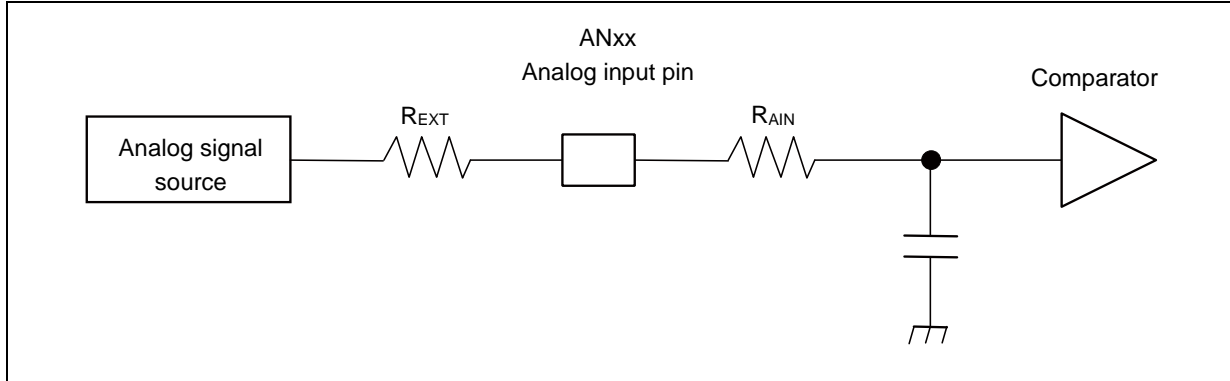 ANxx
Analog input pin
Comparator
REXT
RAIN
Analog signal
source